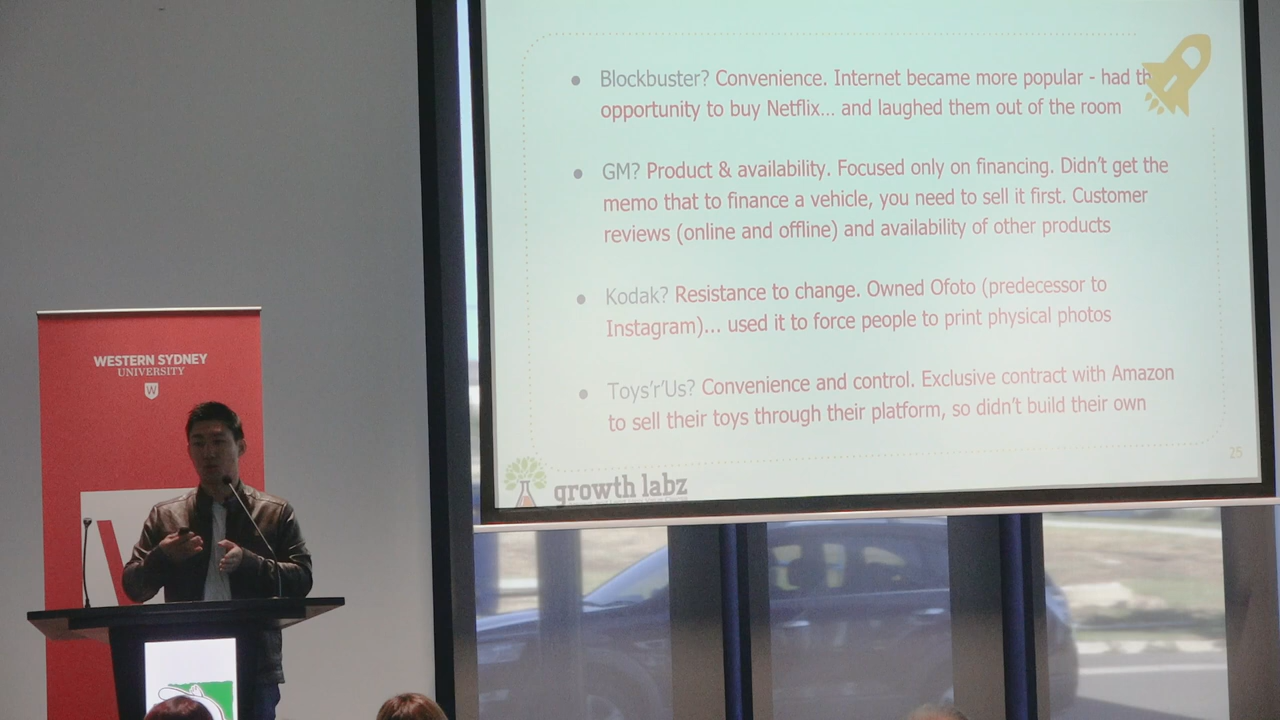 ● Blockbuster? Convenience. Internet became more popular - had th
opportunity to buy Netflix... and laughed them out of the room
● GM? Product & availability. Focused only on financing. Didn't get the
memo that to finance a vehicle, you need to sell it first. Customer
reviews (online and offline) and availability of other products
● Kodak? Resistance to change. Owned Ofoto (predecessor to
Instagram)... used it to force people to print physical photos
● Toys'r'Us? Convenience and control. Exclusive contract with Amazon
to sell their toys through their platform, so didn't build their own
25
growth labz
WESTERN SYDNEY
UNIVERSITY
W